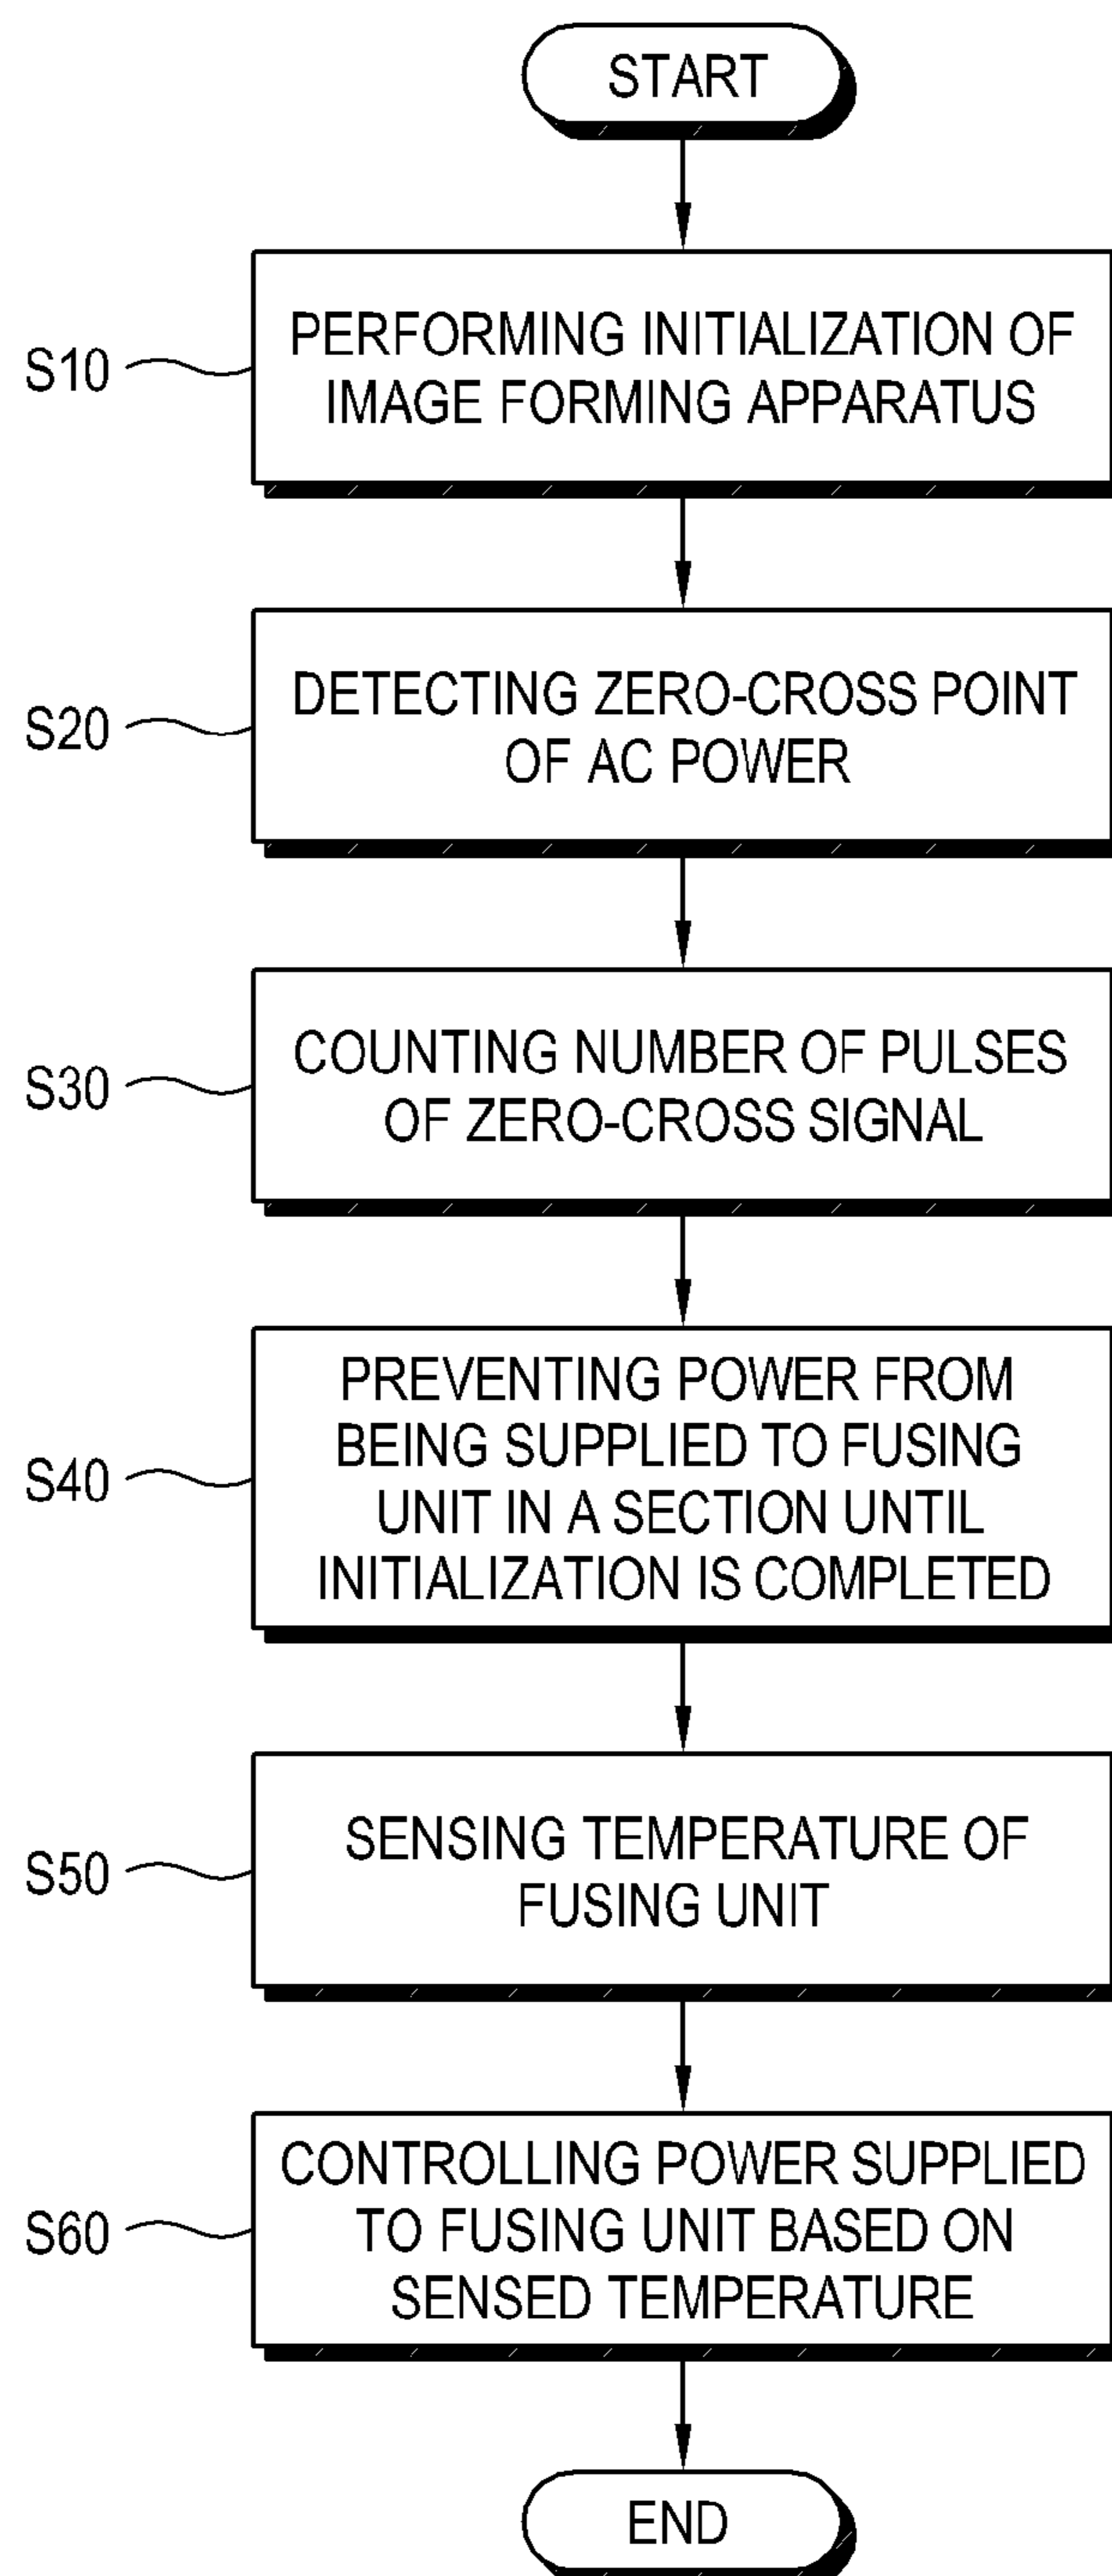 START
S10
PERFORMING INITIALIZATION OF
IMAGE FORMING APPARATUS
S20
DETECTING ZERO-CROSS POINT
OF AC POWER
S30
COUNTING NUMBER OF PULSES
OF ZERO-CROSS SIGNAL
S40
PREVENTING POWER FROM
BEING SUPPLIED TO FUSING
UNIT IN A SECTION UNTIL
INITIALIZATION IS COMPLETED
S50
SENSING TEMPERATURE OF
FUSING UNIT
S60
CONTROLLING POWER SUPPLIED
TO FUSING UNIT BASED ON
SENSED TEMPERATURE
END